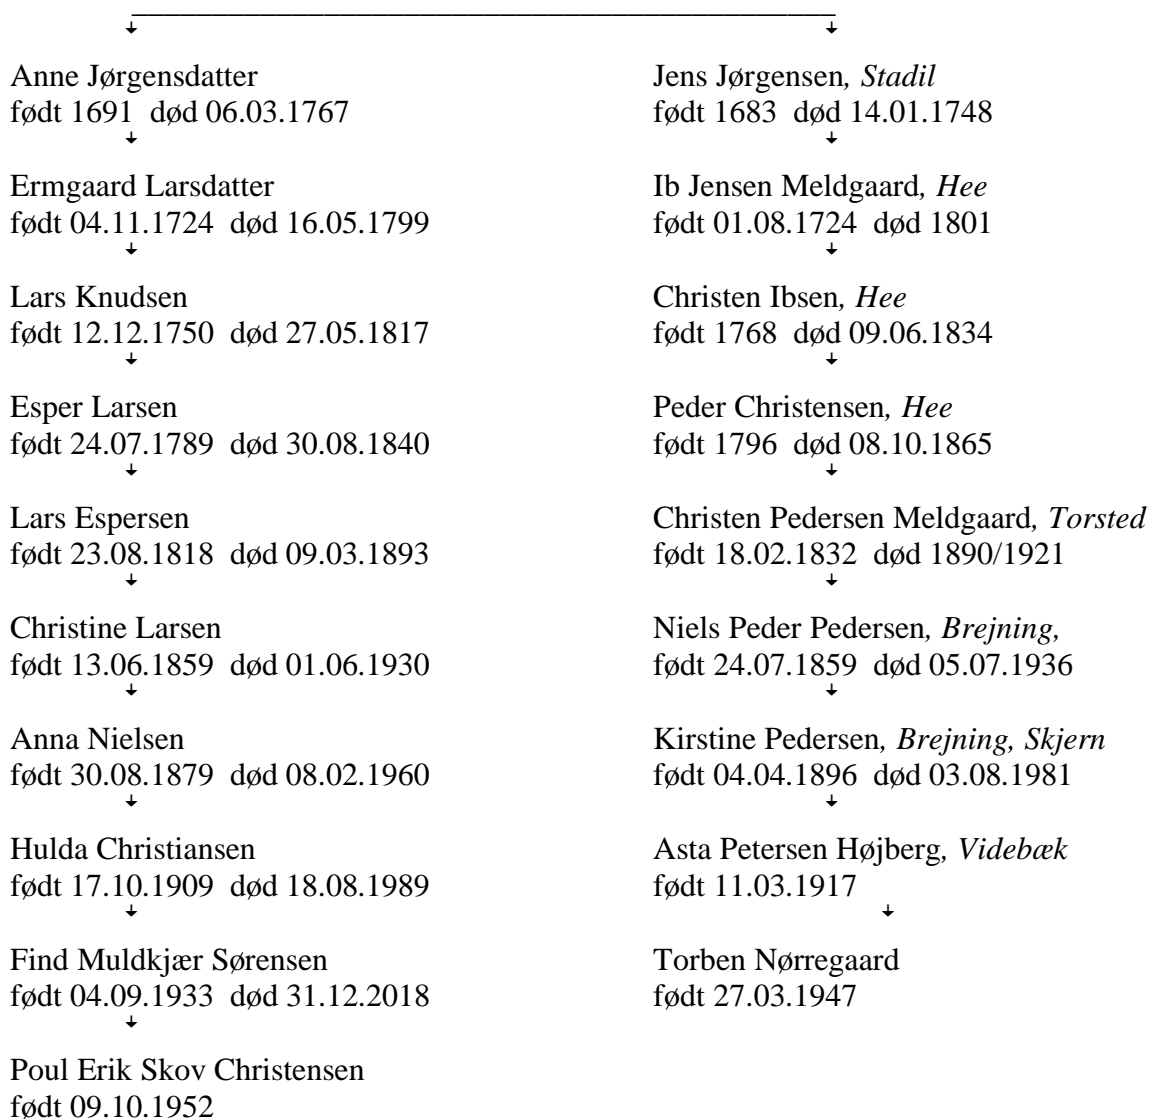 Anne Jørgensdatter
født 1691  død 06.03.1767
Ermgaard Larsdatter
født 04.11.1724  død 16.05.1799
Lars Knudsen
født 12.12.1750  død 27.05.1817
Esper Larsen
født 24.07.1789  død 30.08.1840
Lars Espersen
født 23.08.1818  død 09.03.1893
Christine Larsen
født 13.06.1859  død 01.06.1930
Anna Nielsen
født 30.08.1879  død 08.02.1960
Hulda Christiansen
født 17.10.1909  død 18.08.1989
Find Muldkjær Sørensen
født 04.09.1933  død 31.12.2018
Poul Erik Skov Christensen
født 09.10.1952
Jens Jørgensen, Stadil
født 1683  død 14.01.1748
Ib Jensen Meldgaard, Hee
født 01.08.1724  død 1801
Christen Ibsen, Hee
født 1768  død 09.06.1834
Peder Christensen, Hee
født 1796  død 08.10.1865
Christen Pedersen Meldgaard, Torsted
født 18.02.1832  død 1890/1921
Niels Peder Pedersen, Brejning,
født 24.07.1859  død 05.07.1936
Kirstine Pedersen, Brejning, Skjern
født 04.04.1896  død 03.08.1981
Asta Petersen Højberg, Videbæk
født 11.03.1917
Torben Nørregaard
født 27.03.1947